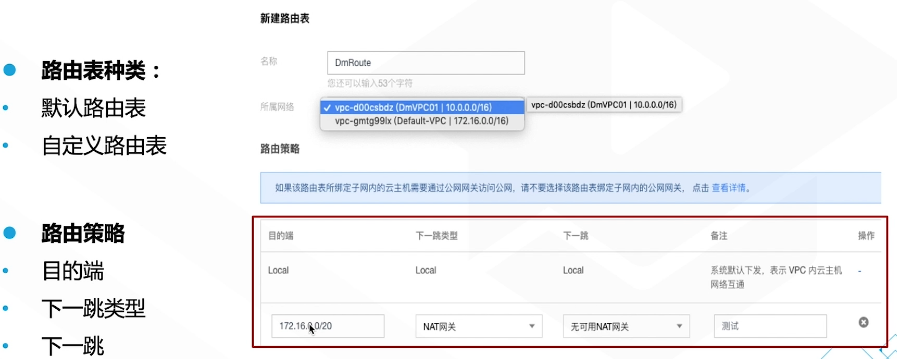 路由表种类：
默认路由表
自定义路由表
路由策略
目的端
下一跳类型
下一跳
新建路由表
名称 DmRoute
您还可以输入53个字符
所属网络 ✓ vpc-d00csbdz (DmVPC01 | 10.0.0.0/16) vpc-d00csbdz (DmVPC01 | 10.0.0.0/16)
vpc-gmtg99lx (Default-VPC | 172.16.0.0/16)
路由策略
如果该路由表所绑定子网内的云主机需要通过公网网关访问公网，请不要选择该路由表绑定子网内的公网网关， 点击 查看详情。
目的端 下一跳类型 下一跳 备注 操作
Local Local Local 系统默认下发，表示 VPC 内云主机 -
网络互通
172.16.0.0/20 NAT网关 无可用NAT网关 测试